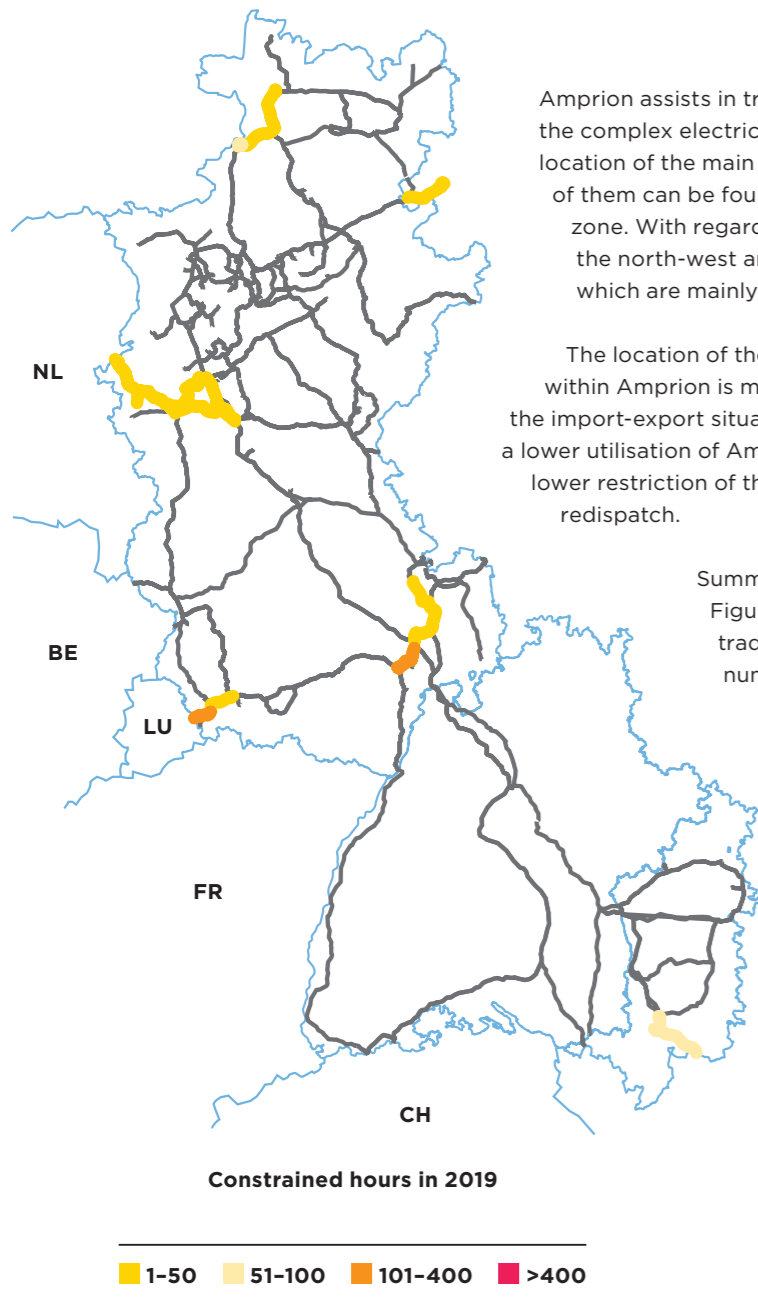 Amprion assists in tr
the complex electric
location of the main
of them can be fou
zone. With regard
the north-west ar
which are mainly
NL
The location of the
within Amprion is m
the import-export situa
a lower utilisation of Am
lower restriction of th
redispatch.
Summ
Figu
trad
num
BE
LU
FR
CH
Constrained hours in 2019
1–50 51–100 101–400 >400